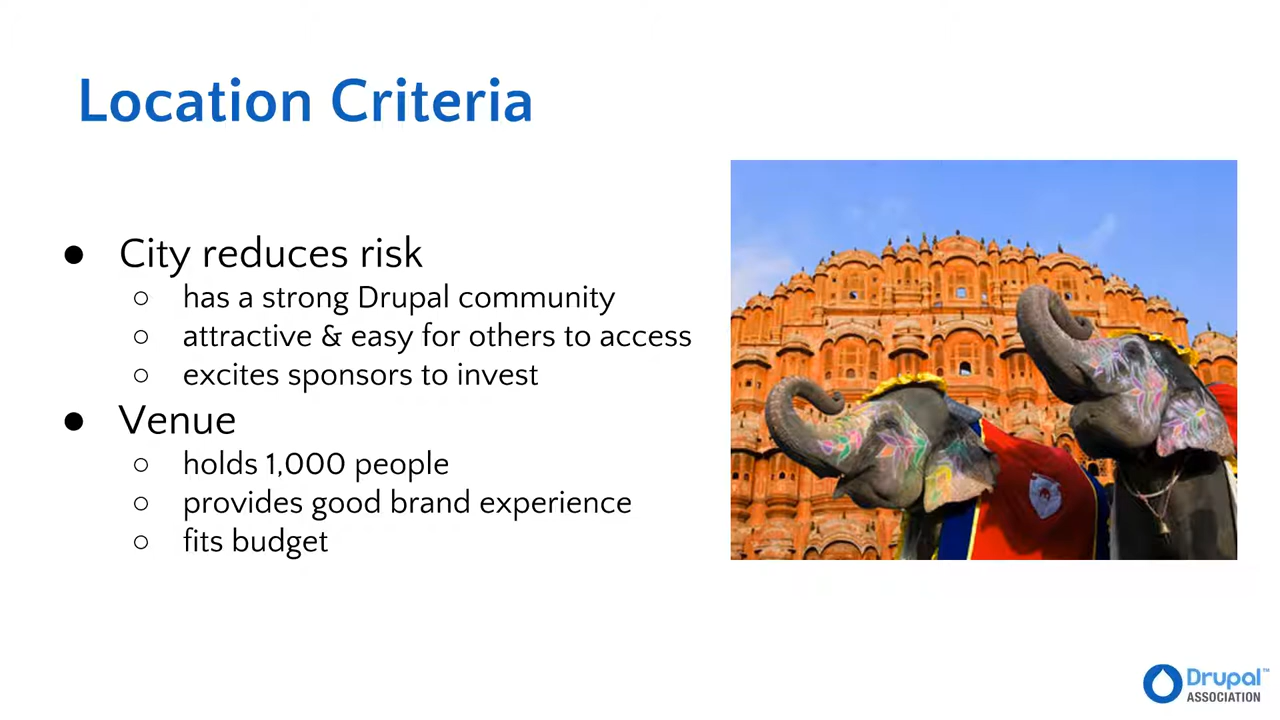 Location Criteria
● City reduces risk
○ has a strong Drupal community
○ attractive & easy for others to access
○ excites sponsors to invest
● Venue
○ holds 1,000 people
○ provides good brand experience
○ fits budget
Drupal™
ASSOCIATION